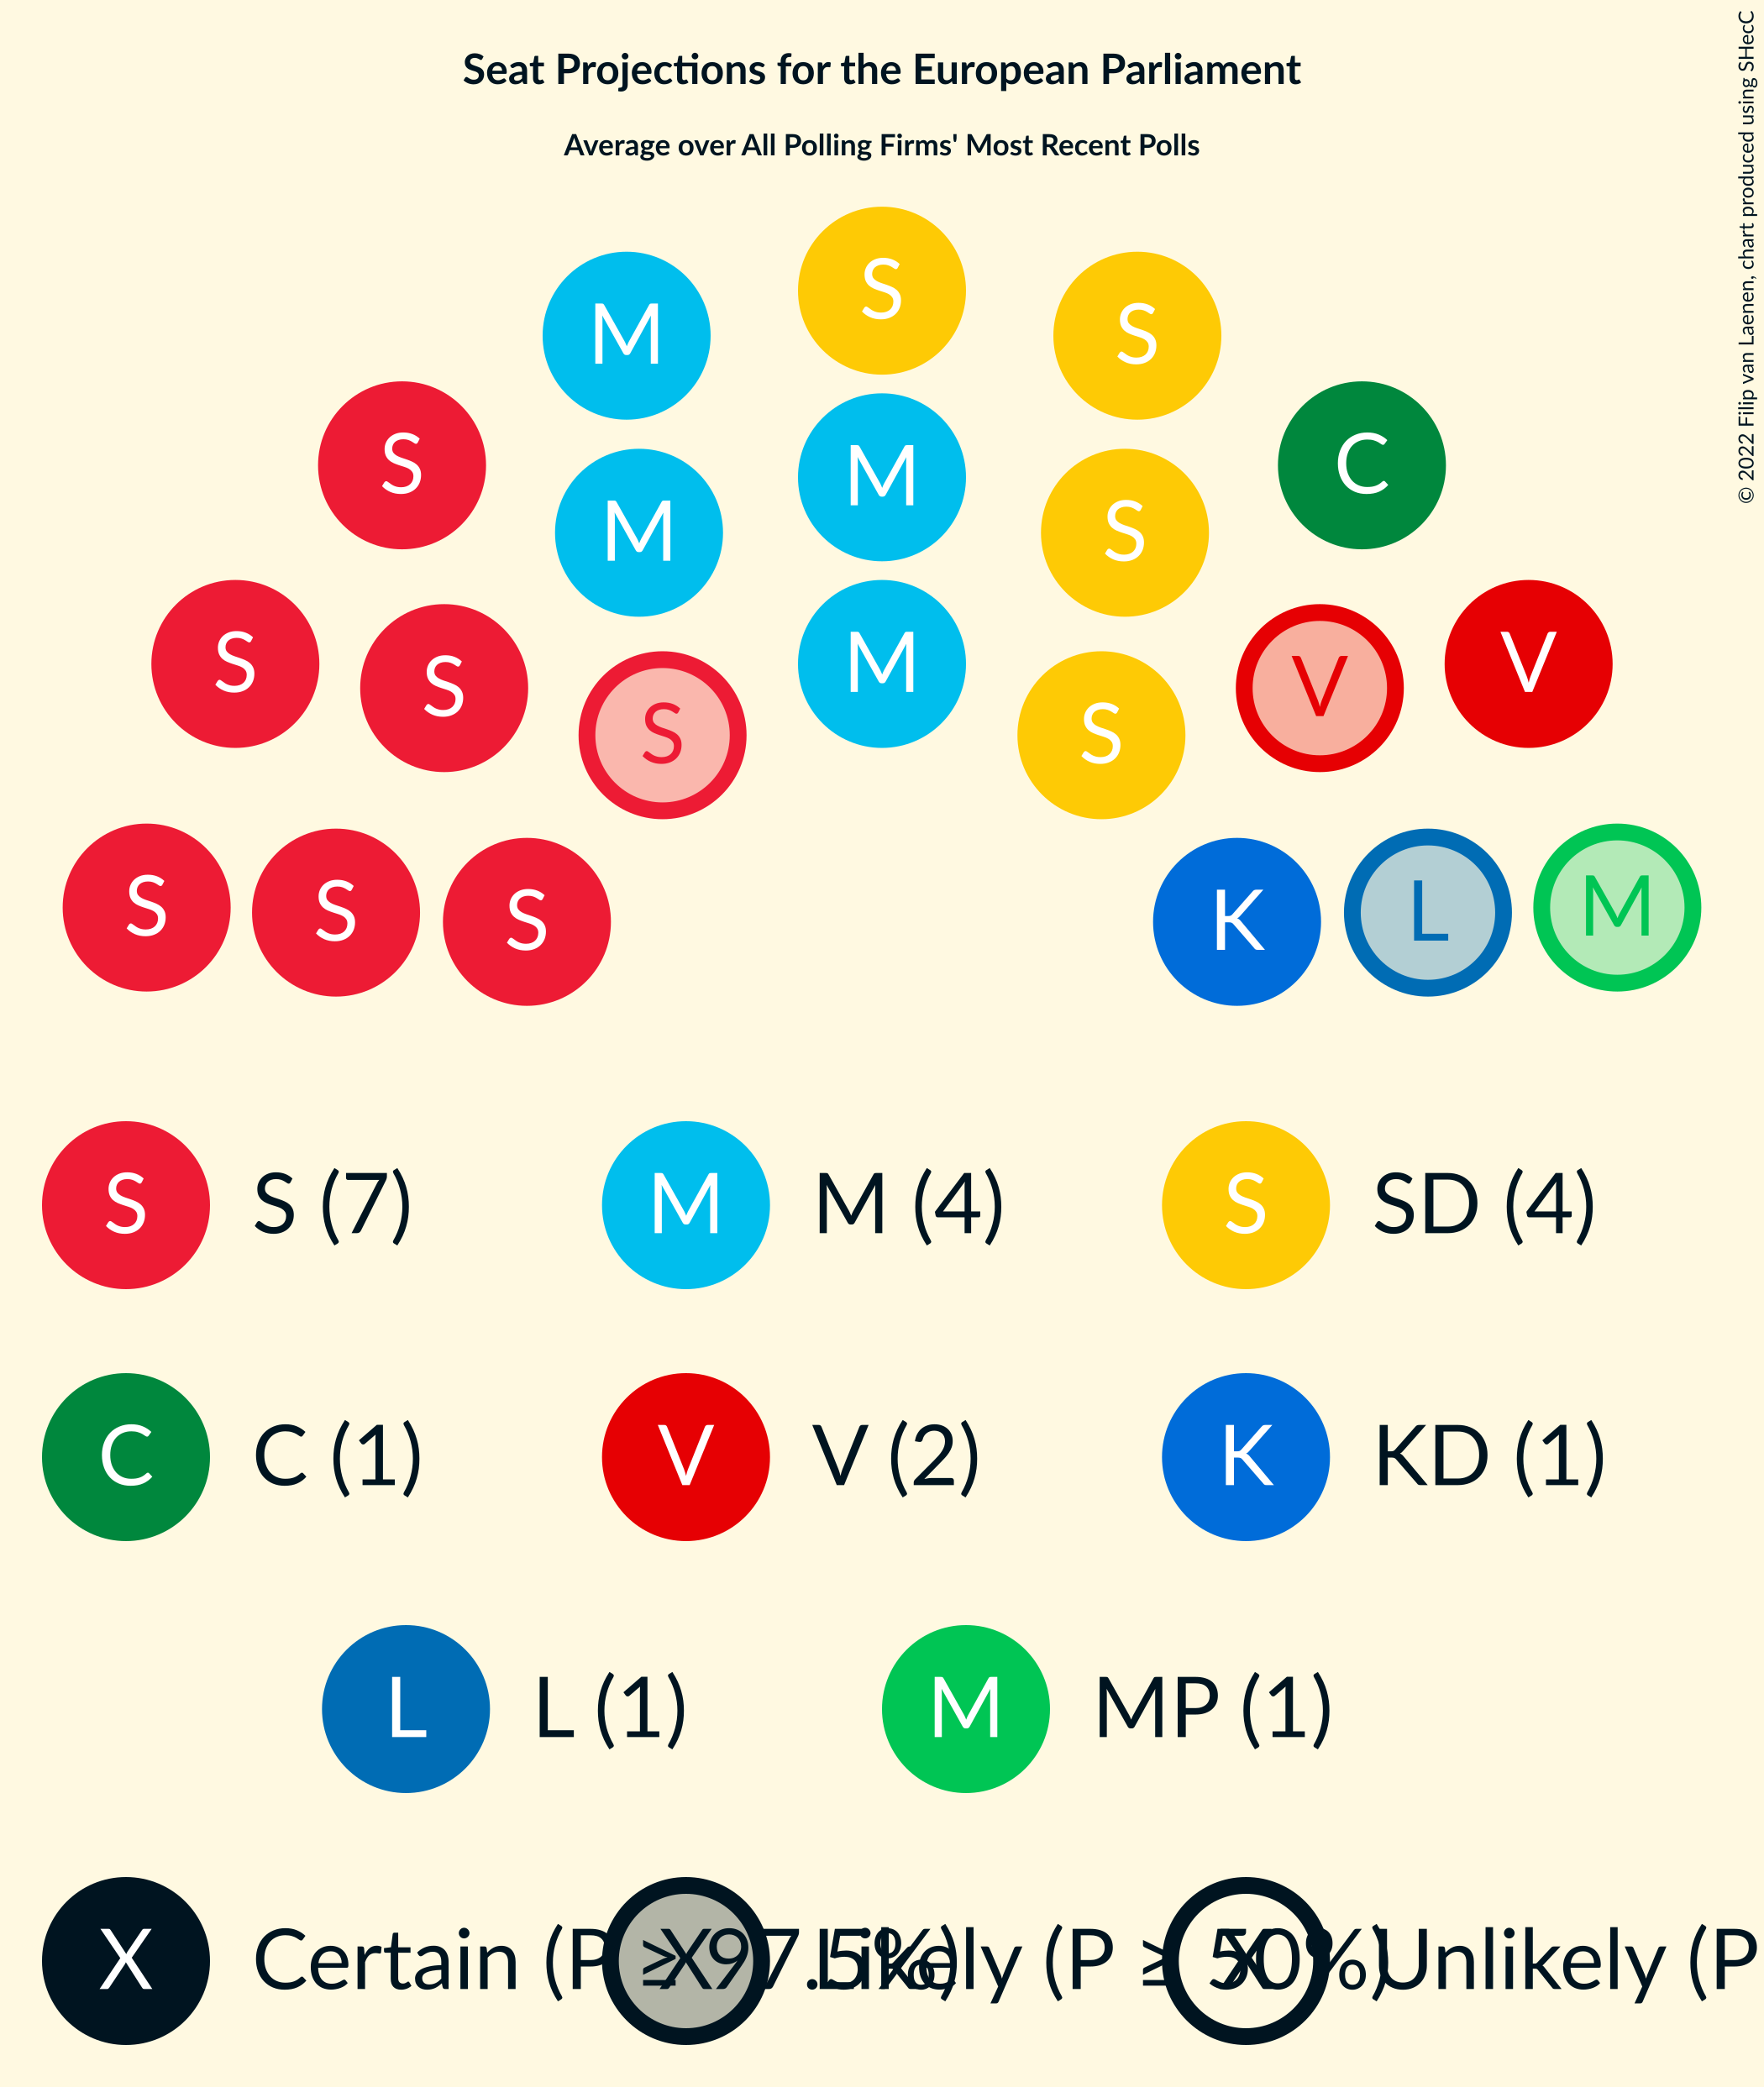 Seat Projections for the European Parliament
Average over All Polling Firms' Most Recent Polls
© 2022 Filip van Laenen, chart produced using SHecC
S
M S
S C
M
M S
S V
M
S V
S S
S S
K
S L
S M
S S (7) M M (4) S SD (4)
C C (1) V V (2) K KD (1)
L L (1) M MP (1)
X Certain (P ≥ 97.5%) X Likely (P ≥ 50%) X Unlikely (P